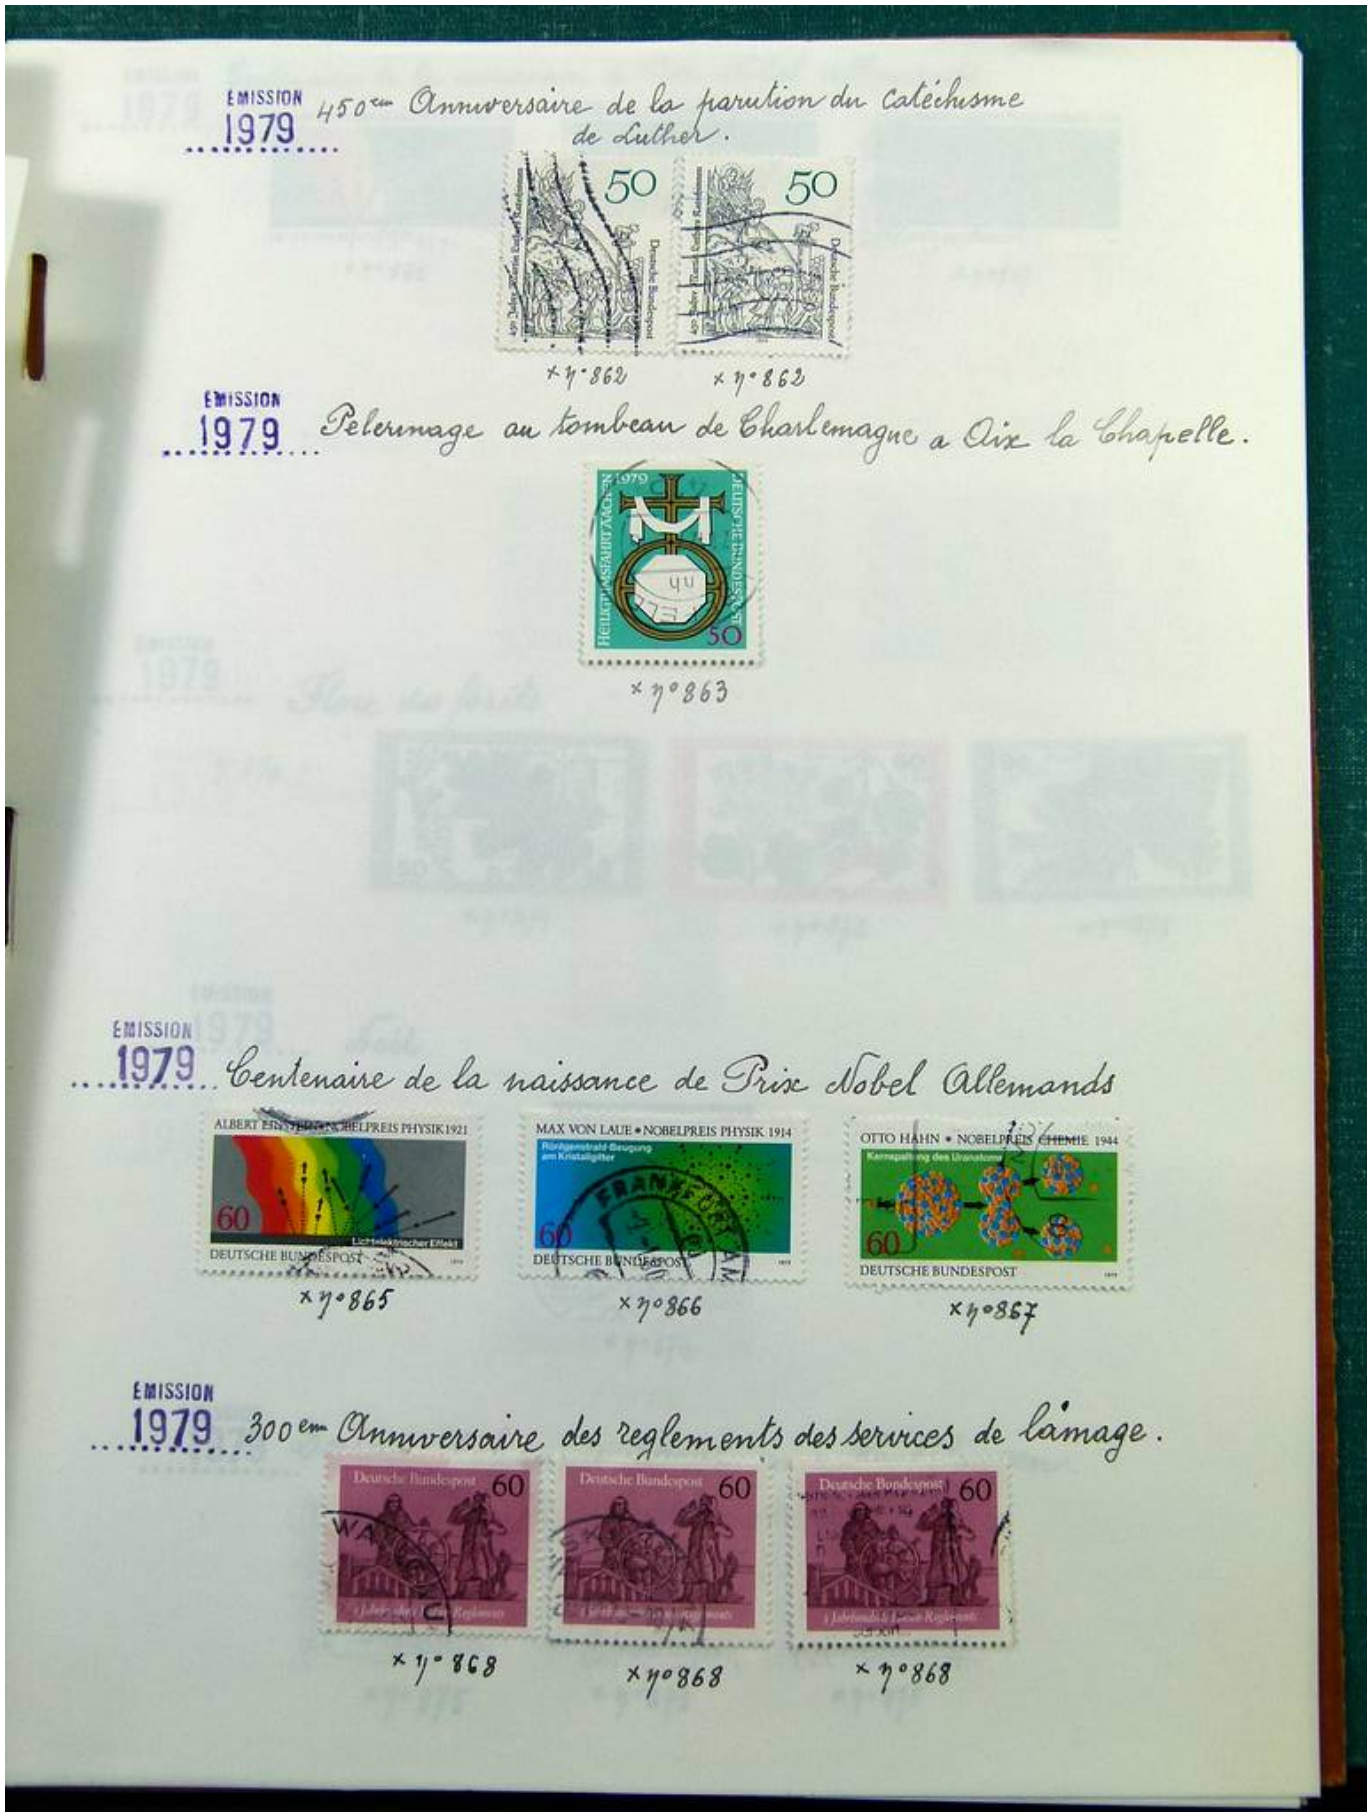 EMISSION
1979
450em Anniversaire de la parution du catéchisme
de Luther.
50
Deutsche Bundespost
50
Deutsche Bundespost
x n° 862
x n° 862
EMISSION
1979
Pelerinage au tombeau de Charlemagne a Aix la Chapelle.
1979
HEILIGTUMSFAHRT AACHEN
DEUTSCHE BUNDESPOST
50
x n° 863
EMISSION
1979
Centenaire de la naissance de Prix Nobel Allemands
ALBERT EINSTEIN • NOBELPREIS PHYSIK 1921
60
Lichtelektrischer Effekt
DEUTSCHE BUNDESPOST
MAX VON LAUE • NOBELPREIS PHYSIK 1914
Röntgenstrahl-Beugung
am Kristallgitter
60
FRANKFURT AM
DEUTSCHE BUNDESPOST
OTTO HAHN • NOBELPREIS CHEMIE 1944
Kernspaltung des Uranatoms
60
DEUTSCHE BUNDESPOST
x n° 865
x n° 866
x n° 867
EMISSION
1979
300em Anniversaire des reglements des services de lámage.
Deutsche Bundespost 60
Deutsche Bundespost 60
Deutsche Bundespost 60
x n° 868
x n° 868
x n° 868